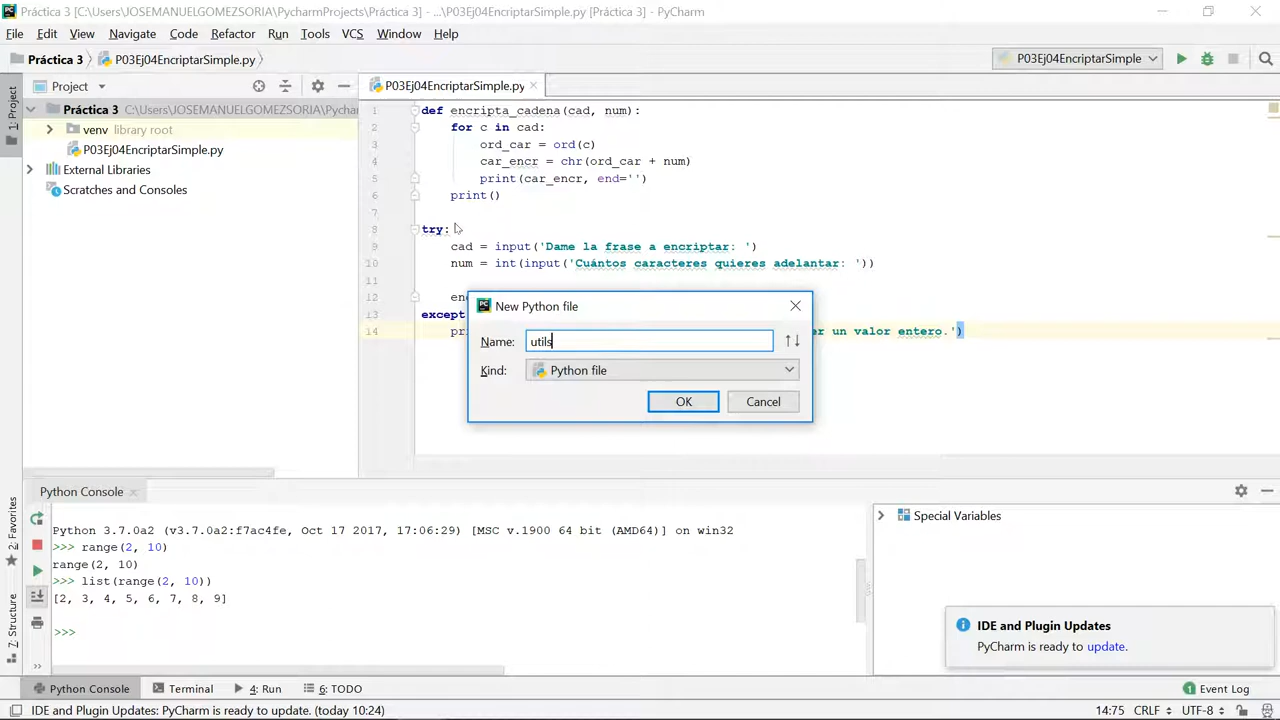 Práctica 3 [C:\Users\JOSEMANUELGOMEZSORIA\PycharmProjects\Práctica 3] - ...\P03Ej04EncriptarSimple.py [Práctica 3] - PyCharm
File Edit View Navigate Code Refactor Run Tools VCS Window Help
Práctica 3 P03Ej04EncriptarSimple.py P03Ej04EncriptarSimple
1: Project
Project
P03Ej04EncriptarSimple.py
Práctica 3 C:\Users\JOSEMANUELGOMEZSORIA\Pychar
venv library root
P03Ej04EncriptarSimple.py
External Libraries
Scratches and Consoles
1 def encripta_cadena(cad, num):
2 for c in cad:
3 ord_car = ord(c)
4 car_encr = chr(ord_car + num)
5 print(car_encr, end='')
6 print()
7
8 try:
9 cad = input('Dame la frase a encriptar: ')
10 num = int(input('Cuántos caracteres quieres adelantar: '))
11
12 en
13 except
14 pr er un valor entero.')
New Python file
Name: utils
Kind: Python file
OK Cancel
Python Console
Python 3.7.0a2 (v3.7.0a2:f7ac4fe, Oct 17 2017, 17:06:29) [MSC v.1900 64 bit (AMD64)] on win32
>>> range(2, 10)
range(2, 10)
>>> list(range(2, 10))
[2, 3, 4, 5, 6, 7, 8, 9]
>>>
Special Variables
2: Favorites
7: Structure
IDE and Plugin Updates
PyCharm is ready to update.
Python Console Terminal 4: Run 6: TODO 1 Event Log
IDE and Plugin Updates: PyCharm is ready to update. (today 10:24) 14:75 CRLF UTF-8